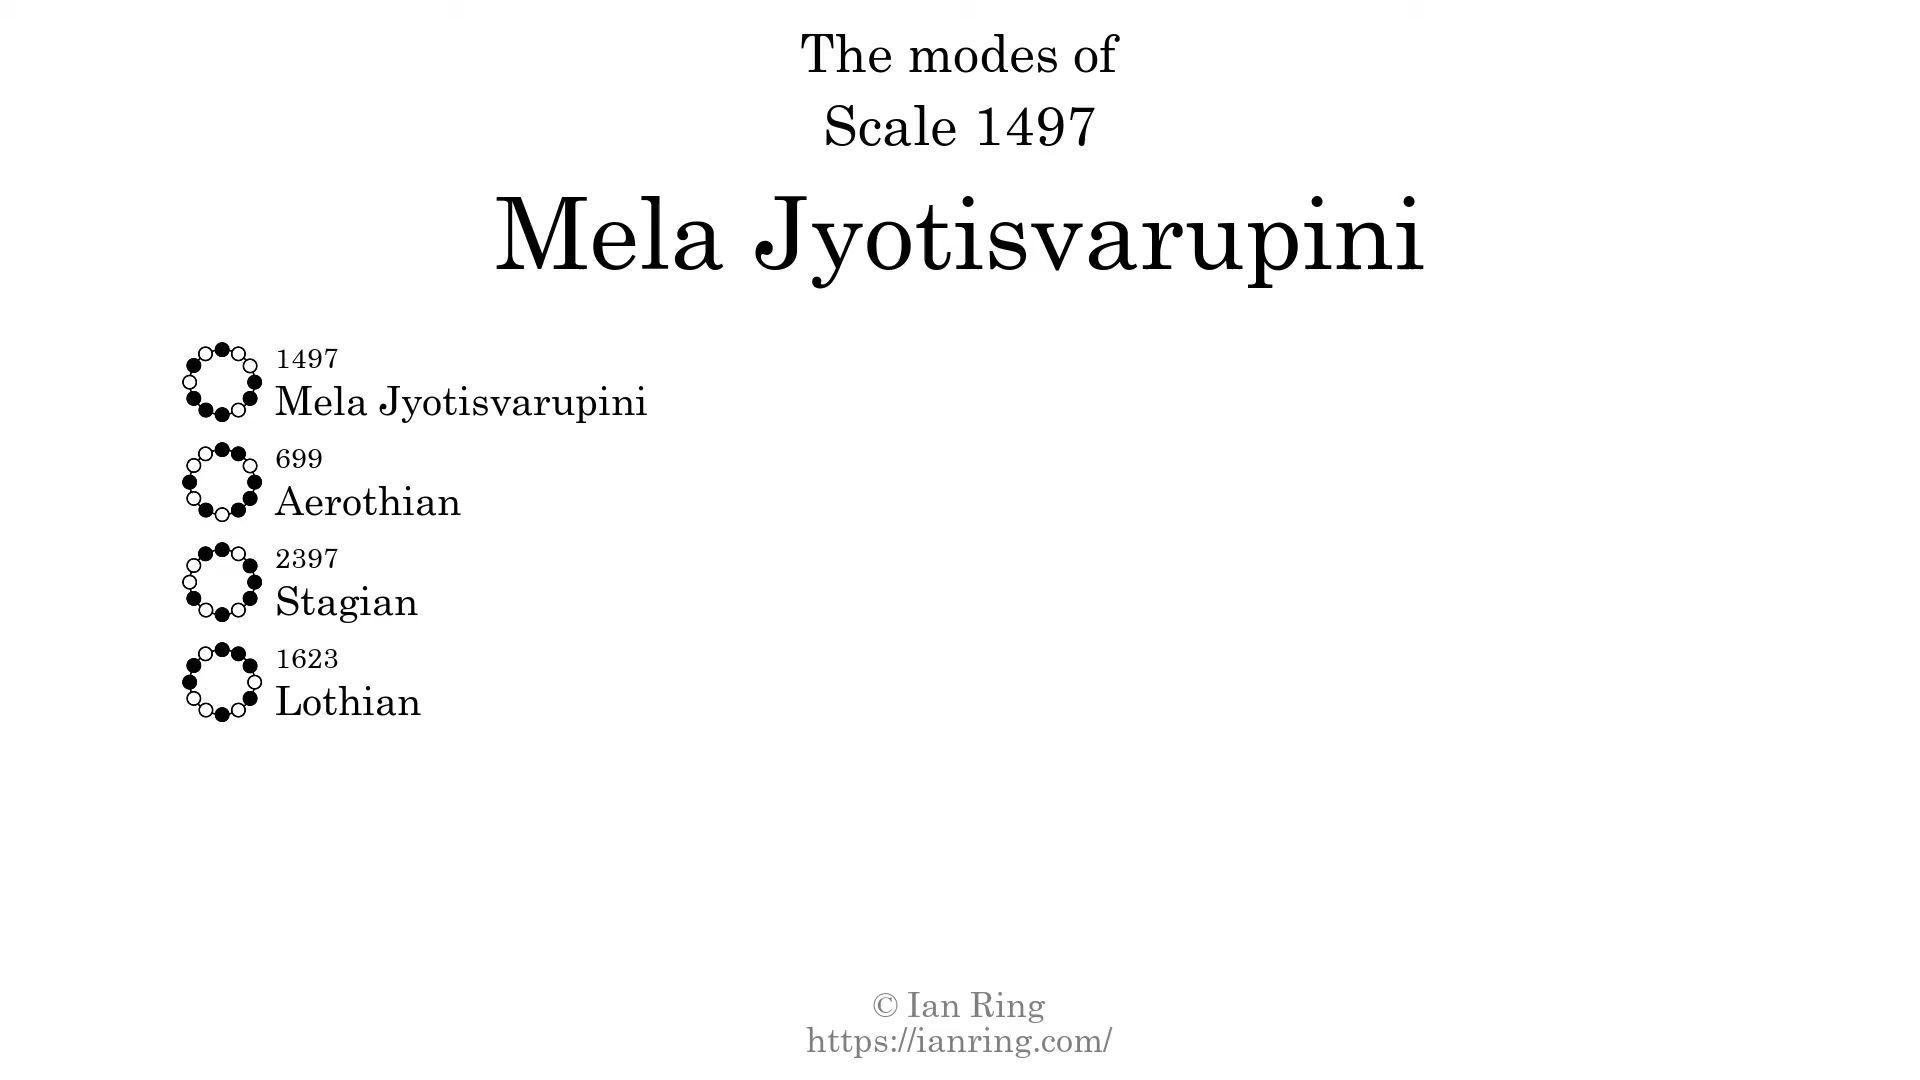 The modes of
Scale 1497
Mela Jyotisvarupini
1497
Mela Jyotisvarupini
699
Aerothian
2397
Stagian
1623
Lothian
© Ian Ring
https://ianring.com/